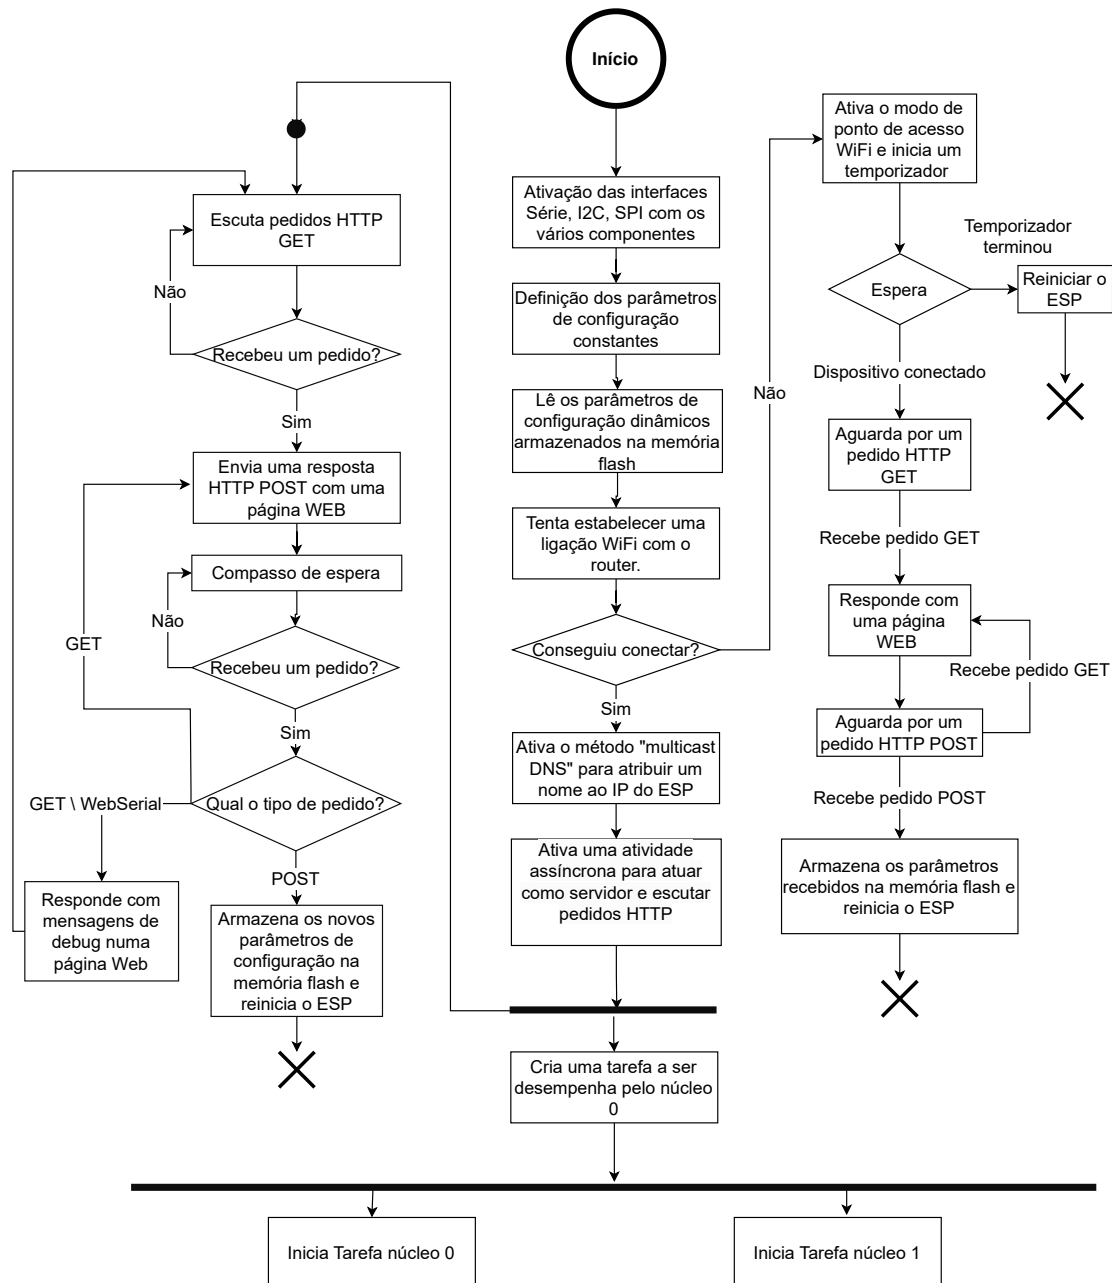 Início
Ativação das interfaces
Série, I2C, SPI com os
vários componentes
Definição dos parâmetros
de configuração
constantes
Lê os parâmetros de
configuração dinâmicos
armazenados na memória
flash
Tenta estabelecer uma
ligação WiFi com o
router.
Conseguiu conectar?
Não
Sim
Ativa o método "multicast
DNS" para atribuir um
nome ao IP do ESP
Ativa uma atividade
assíncrona para atuar
como servidor e escutar
pedidos HTTP
Cria uma tarefa a ser
desempenha pelo núcleo
0
Inicia Tarefa núcleo 0
Inicia Tarefa núcleo 1
Escuta pedidos HTTP
GET
Não
Recebeu um pedido?
Sim
Envia uma resposta
HTTP POST com uma
página WEB
Compasso de espera
Não
GET
Recebeu um pedido?
Sim
Qual o tipo de pedido?
GET \ WebSerial
POST
Responde com
mensagens de
debug numa
página Web
Armazena os novos
parâmetros de
configuração na
memória flash e
reinicia o ESP
Ativa o modo de
ponto de acesso
WiFi e inicia um
temporizador
Temporizador
terminou
Espera
Reiniciar o
ESP
Dispositivo conectado
Aguarda por um
pedido HTTP
GET
Recebe pedido GET
Responde com
uma página
WEB
Recebe pedido GET
Aguarda por um
pedido HTTP POST
Recebe pedido POST
Armazena os parâmetros
recebidos na memória flash e
reinicia o ESP